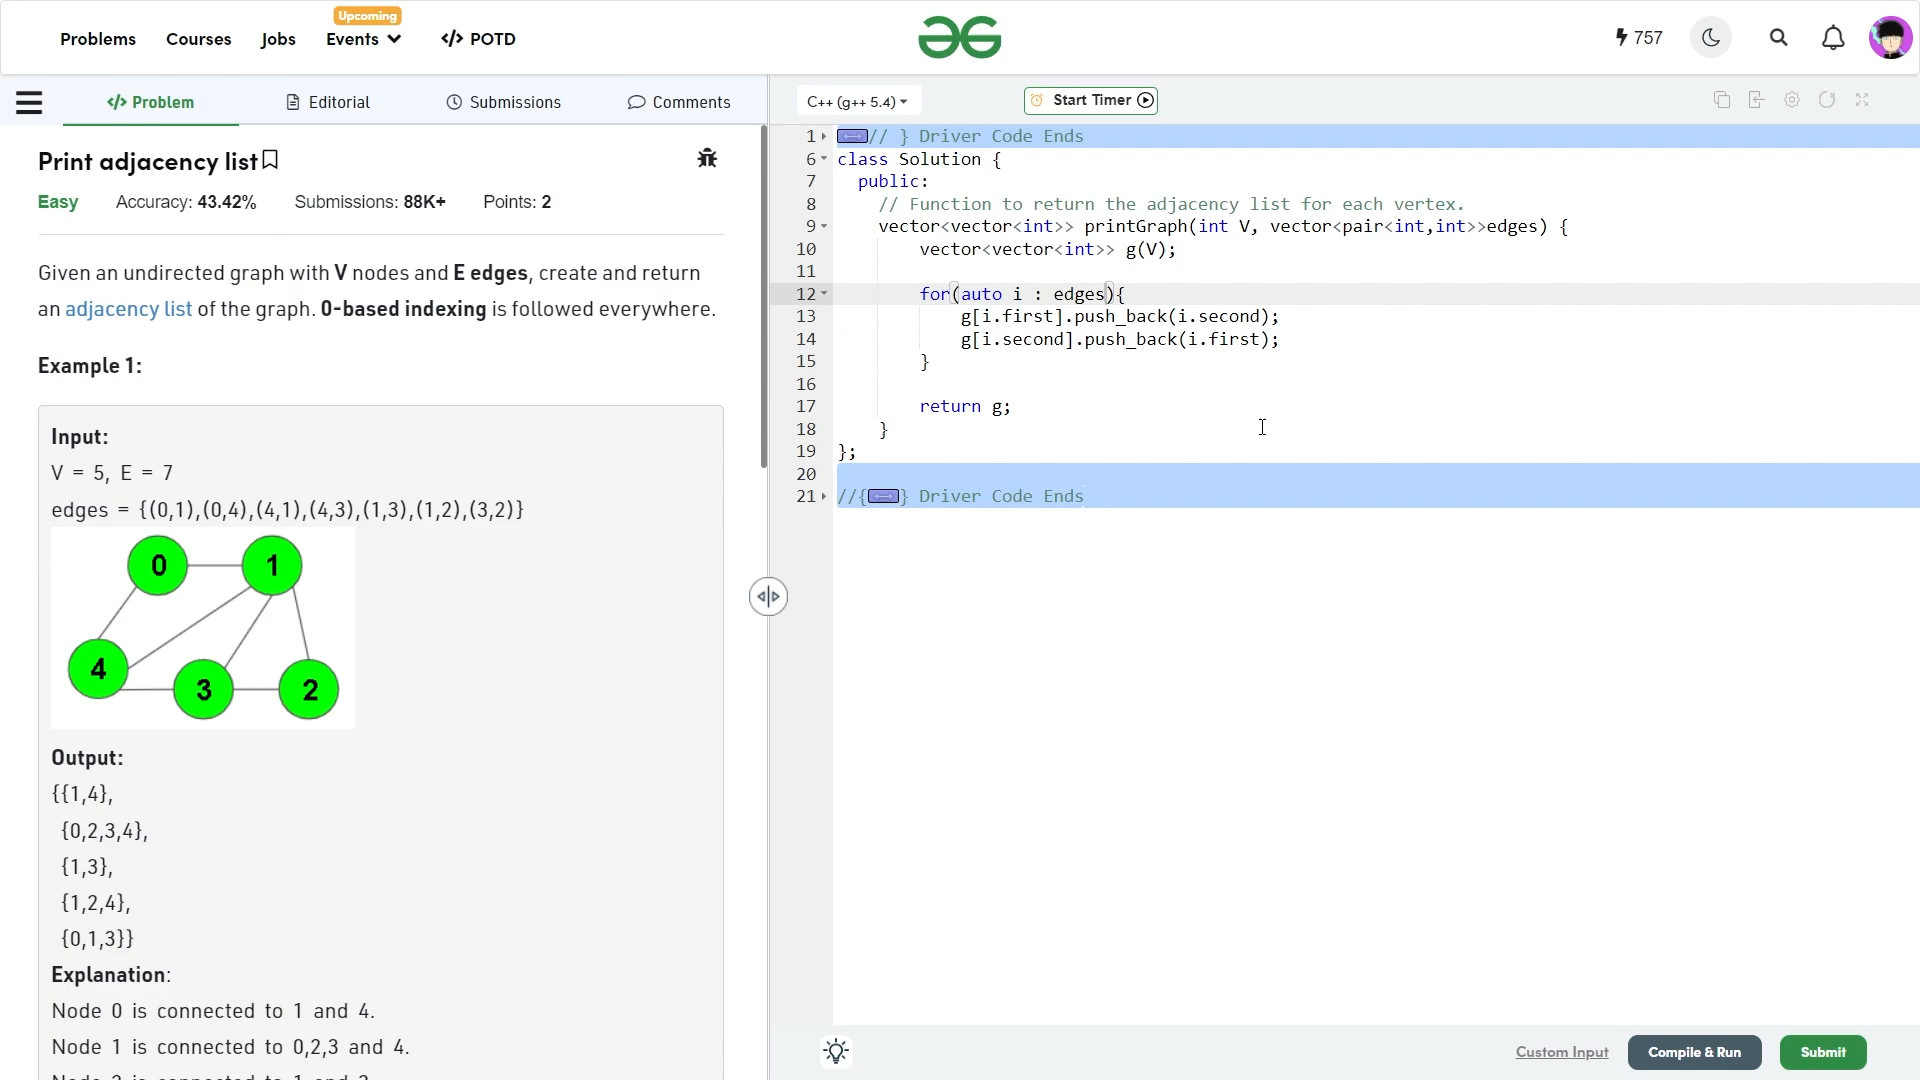 Problems Courses Jobs Upcoming Events </> POTD 757
</> Problem Editorial Submissions Comments
Print adjacency list
Easy Accuracy: 43.42% Submissions: 88K+ Points: 2
Given an undirected graph with V nodes and E edges, create and return
an adjacency list of the graph. 0-based indexing is followed everywhere.
Example 1:
Input:
V = 5, E = 7
edges = {(0,1),(0,4),(4,1),(4,3),(1,3),(1,2),(3,2)}
0 1
4 3 2
Output:
{{1,4},
{0,2,3,4},
{1,3},
{1,2,4},
{0,1,3}}
Explanation:
Node 0 is connected to 1 and 4.
Node 1 is connected to 0,2,3 and 4.
C++ (g++ 5.4) Start Timer
1 // } Driver Code Ends
6 class Solution {
7 public:
8 // Function to return the adjacency list for each vertex.
9 vector<vector<int>> printGraph(int V, vector<pair<int,int>>edges) {
10 vector<vector<int>> g(V);
11
12 for(auto i : edges){
13 g[i.first].push_back(i.second);
14 g[i.second].push_back(i.first);
15 }
16
17 return g;
18 }
19 };
20
21 //{ } Driver Code Ends
Custom Input Compile & Run Submit